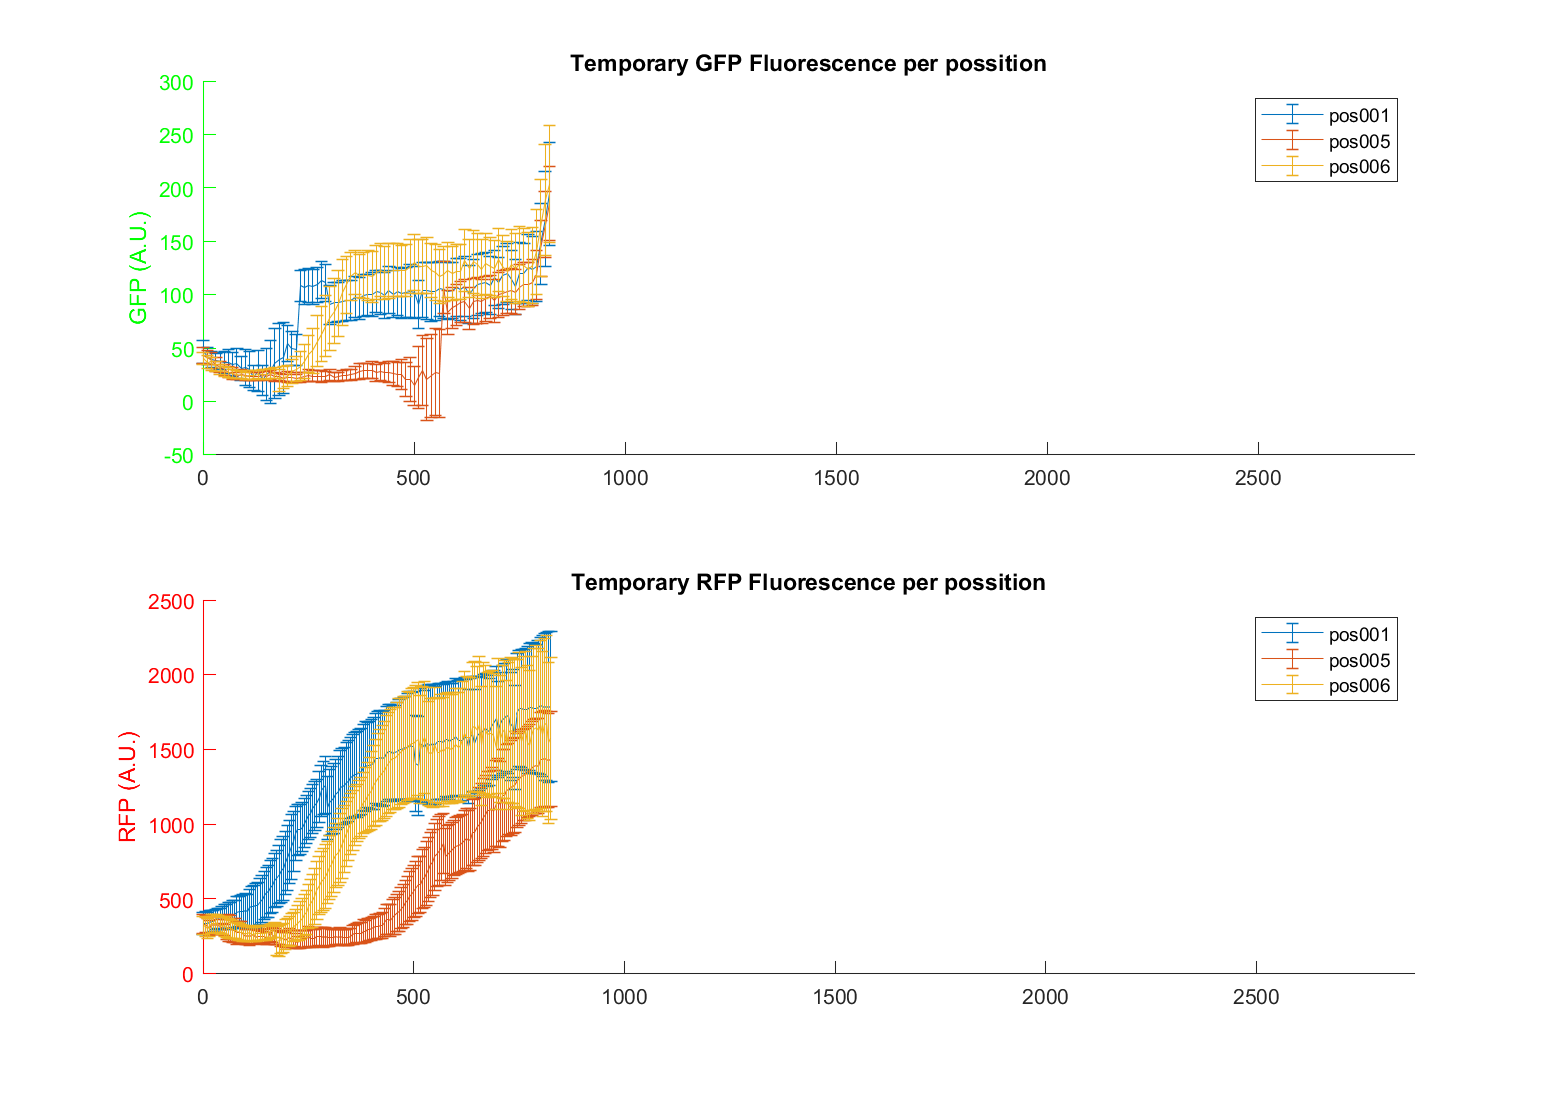 Temporary GFP Fluorescence per possition
300
250
200
150
100
50
0
-50
GFP (A.U.)
0 500 1000 1500 2000 2500
pos001
pos005
pos006
Temporary RFP Fluorescence per possition
2500
2000
1500
1000
500
0
RFP (A.U.)
0 500 1000 1500 2000 2500
pos001
pos005
pos006